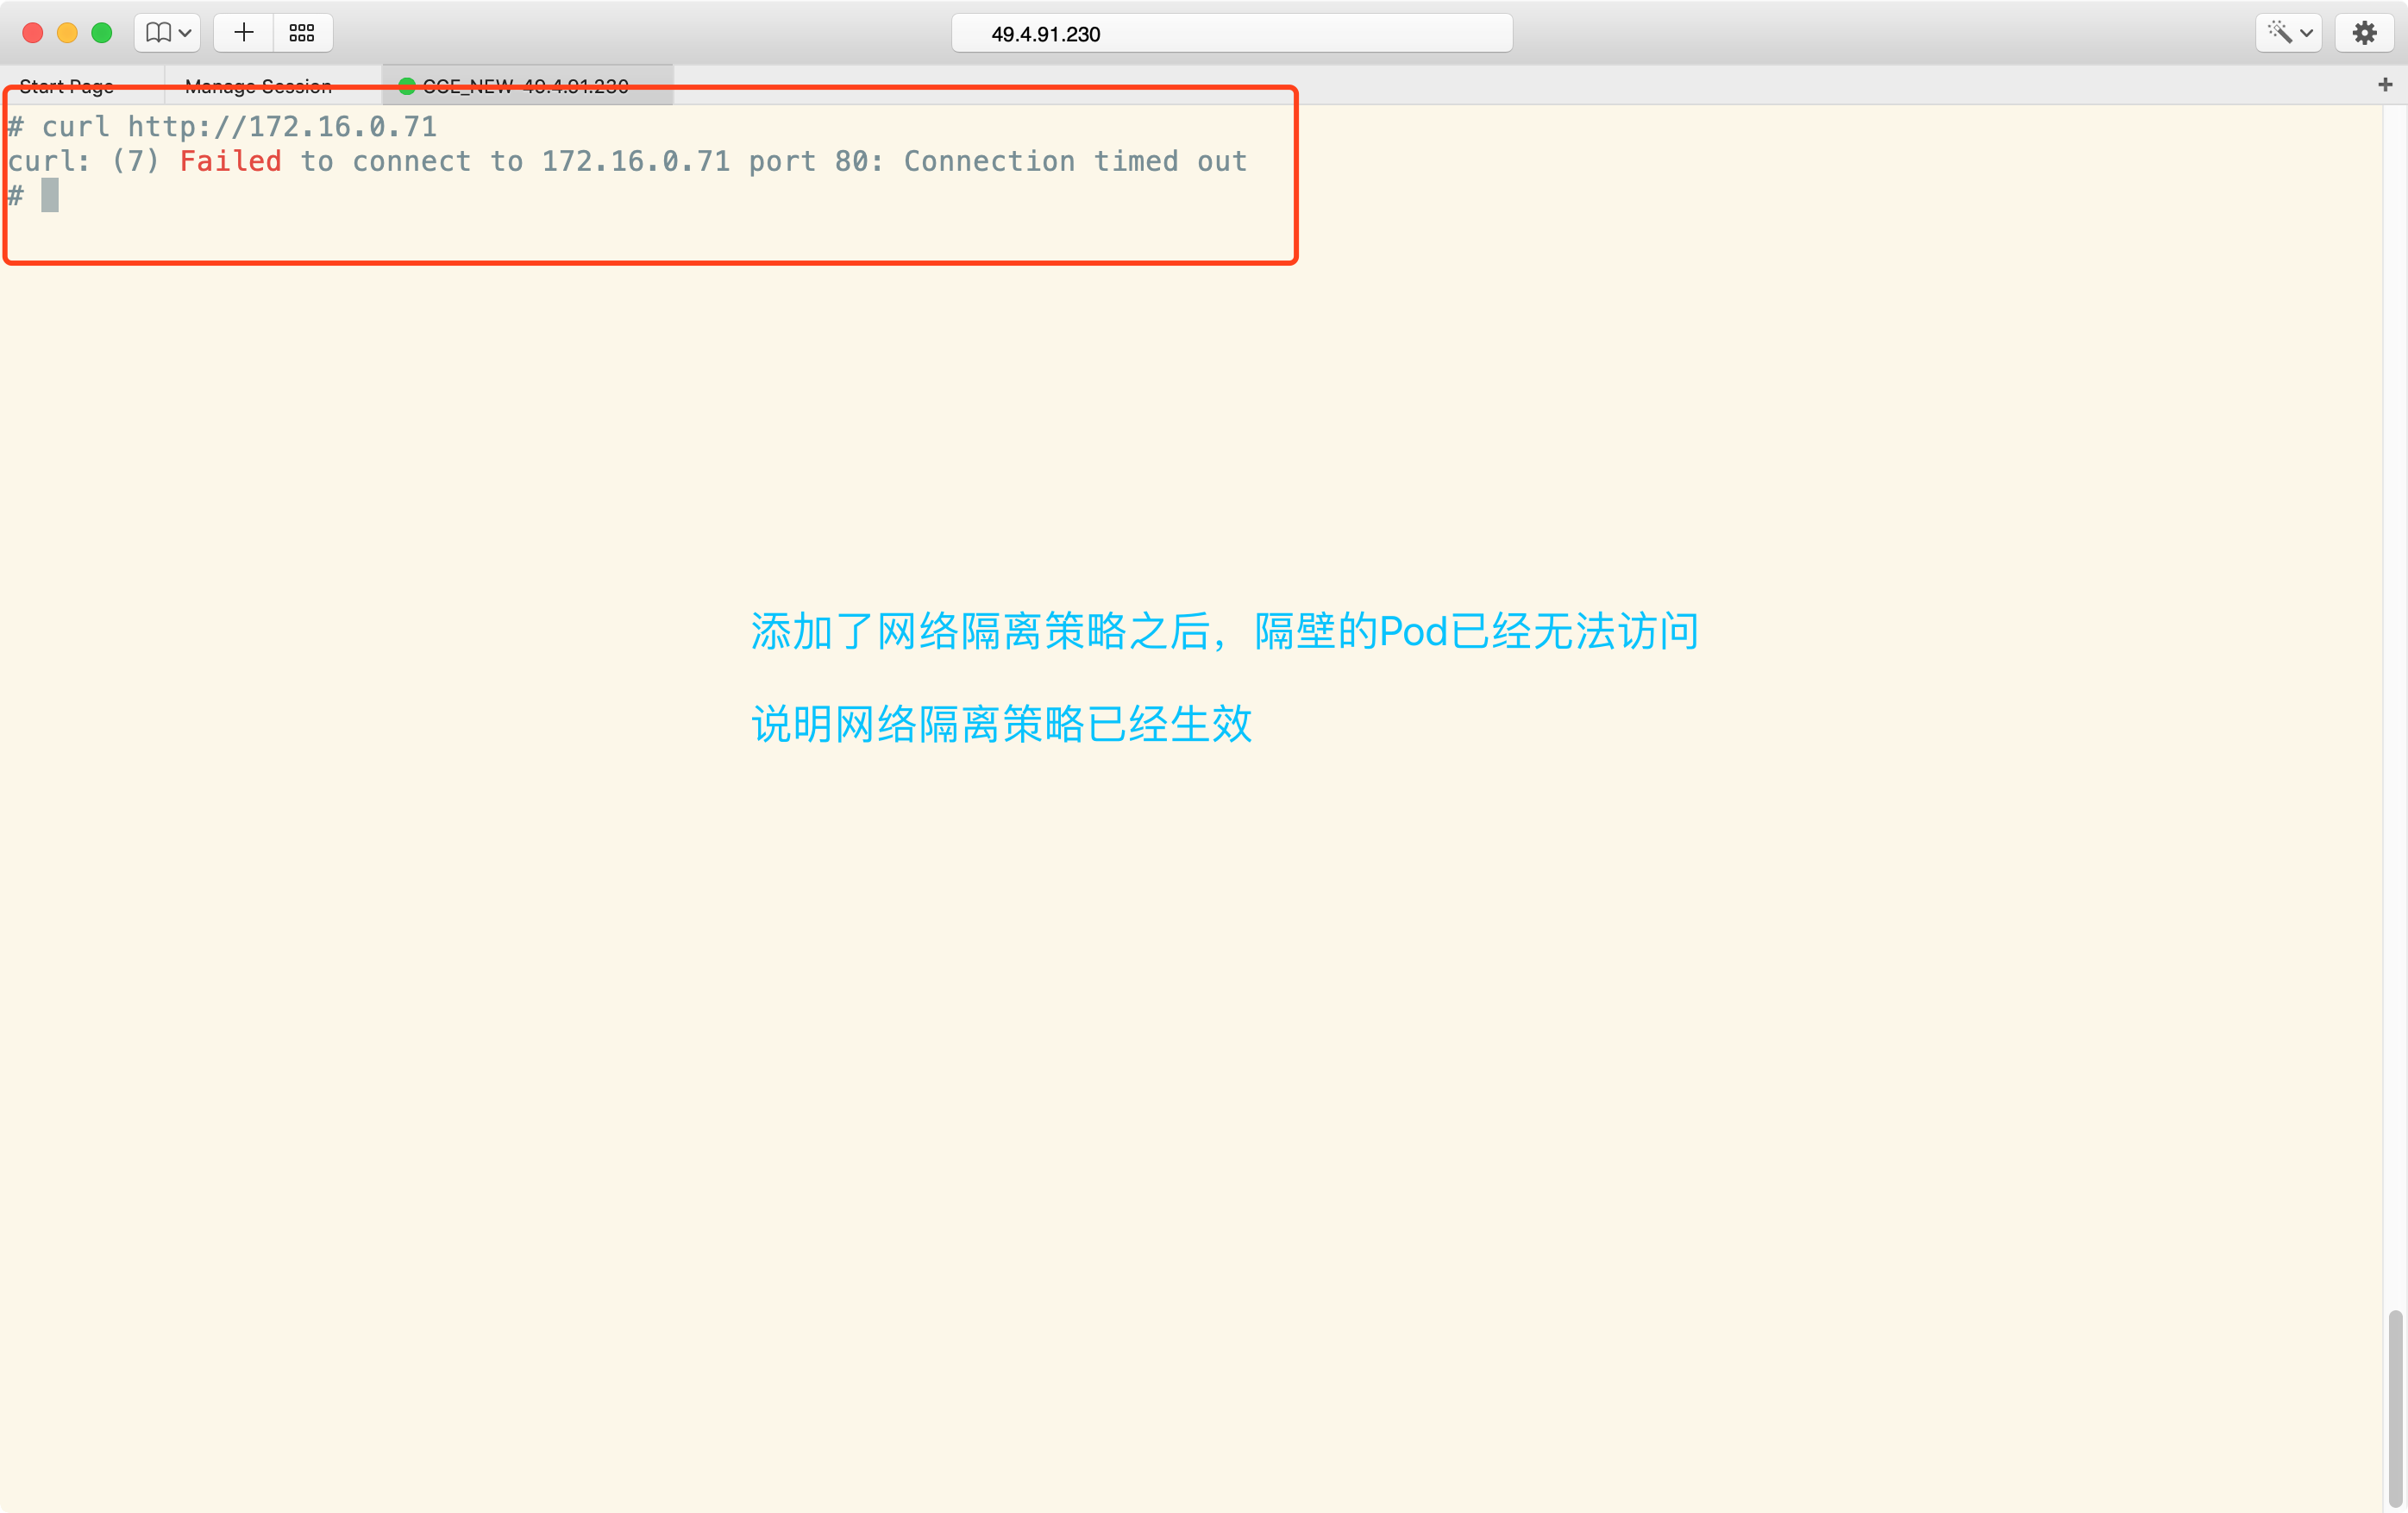 49.4.91.230
Start Page
Manage Session
CCE_NEW-49.4.91.230
# curl http://172.16.0.71
curl: (7) Failed to connect to 172.16.0.71 port 80: Connection timed out
#
添加了网络隔离策略之后，隔壁的Pod已经无法访问
说明网络隔离策略已经生效